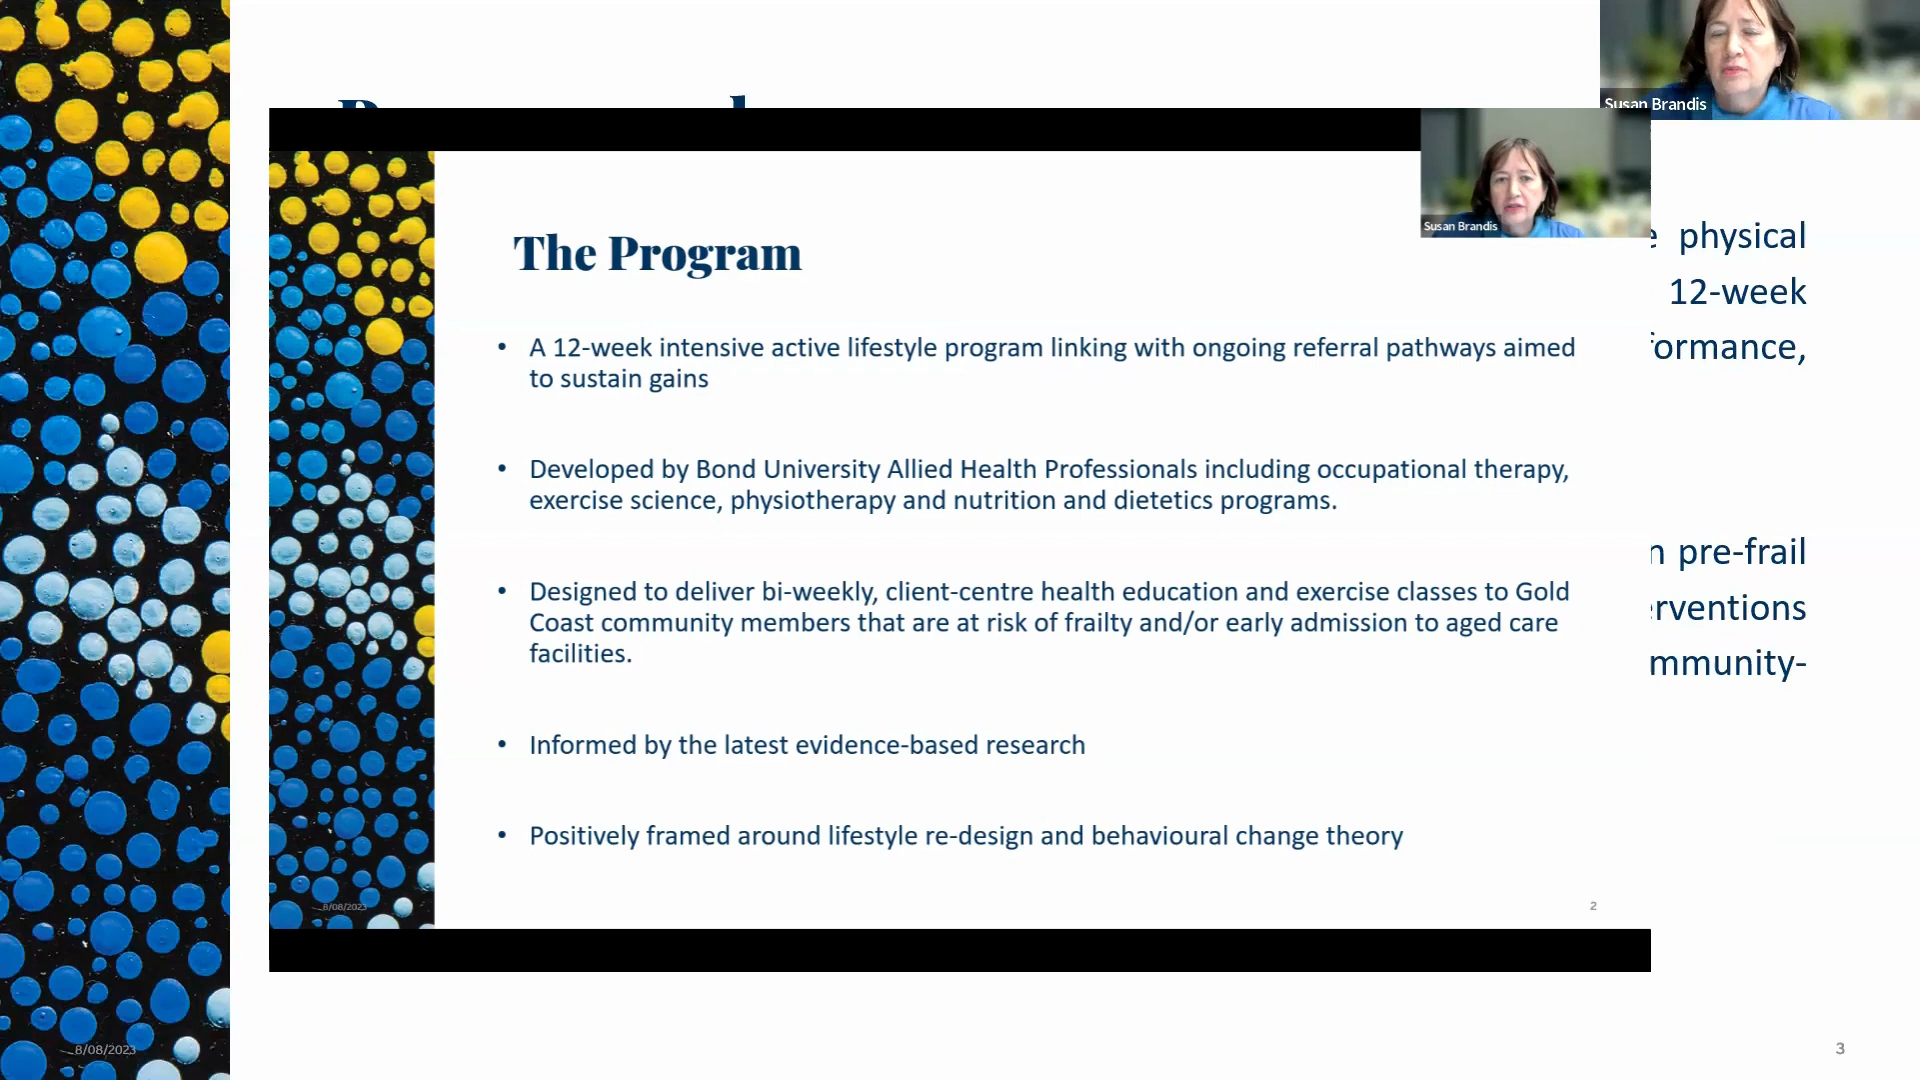 Susan Brandis
Susan Brandis
The Program
• A 12-week intensive active lifestyle program linking with ongoing referral pathways aimed
to sustain gains
• Developed by Bond University Allied Health Professionals including occupational therapy,
exercise science, physiotherapy and nutrition and dietetics programs.
• Designed to deliver bi-weekly, client-centre health education and exercise classes to Gold
Coast community members that are at risk of frailty and/or early admission to aged care
facilities.
• Informed by the latest evidence-based research
• Positively framed around lifestyle re-design and behavioural change theory
8/08/2023
2
physical
12-week
pre-frail
8/08/2023
3